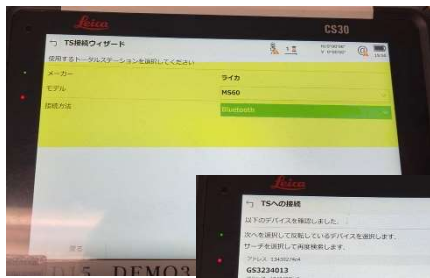 Leica
CS30
TS接続ウィザード
1
使用するトータルステーションを選択してください
メーカー
ライカ
モデル
MS60
接続方法
Bluetooth
戻る
DEMO3
Leica
TSへの接続
以下のデバイスを確認しました。
次へを選択して反転しているデバイスを選択します。
サーチを選択して再度検索します。
GS3234013